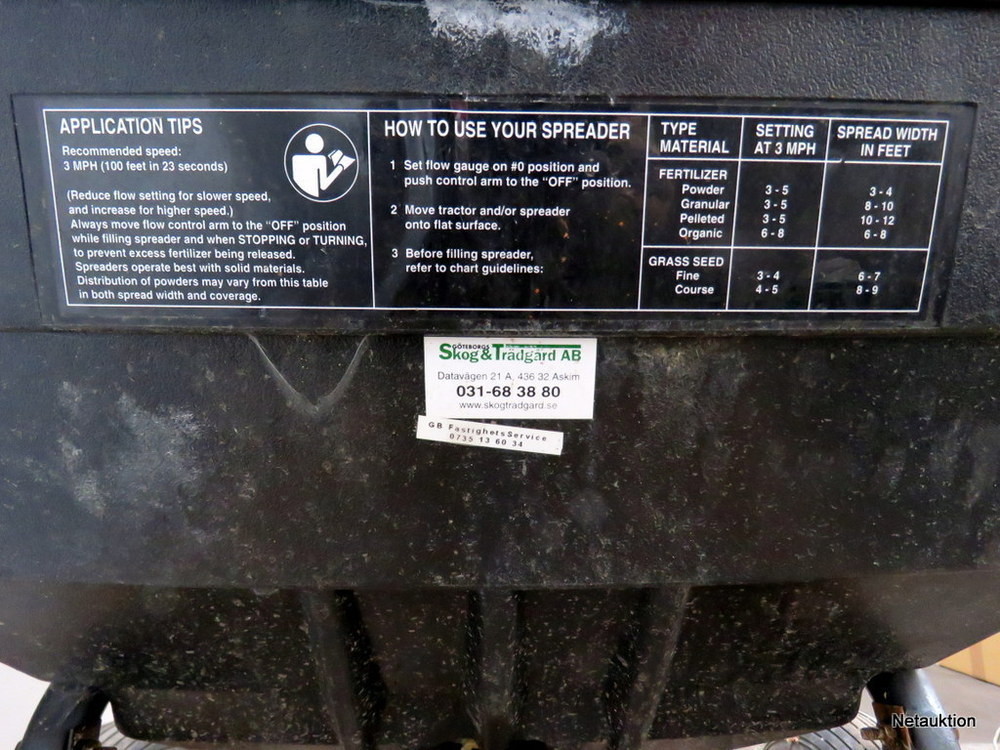 APPLICATION TIPS
Recommended speed:
3 MPH (100 feet in 23 seconds)
(Reduce flow setting for slower speed,
and increase for higher speed.)
Always move flow control arm to the "OFF" position
while filling spreader and when STOPPING or TURNING,
to prevent excess fertilizer being released.
Spreaders operate best with solid materials.
Distribution of powders may vary from this table
in both spread width and coverage.
HOW TO USE YOUR SPREADER
1 Set flow gauge on #0 position and
push control arm to the "OFF" position.
2 Move tractor and/or spreader
onto flat surface.
3 Before filling spreader,
refer to chart guidelines:
TYPE MATERIAL SETTING AT 3 MPH SPREAD WIDTH IN FEET
FERTILIZER
Powder 3 - 5 3 - 4
Granular 3 - 5 8 - 10
Pelleted 3 - 5 10 - 12
Organic 6 - 8 6 - 8
GRASS SEED
Fine 3 - 4 6 - 7
Course 4 - 5 8 - 9
GÖTEBORGS
Skog & Trädgård AB
Datavägen 21 A, 436 32 Askim
031-68 38 80
www.skogtradgard.se
GB FastighetsService
0735 13 60 34
Netauktion